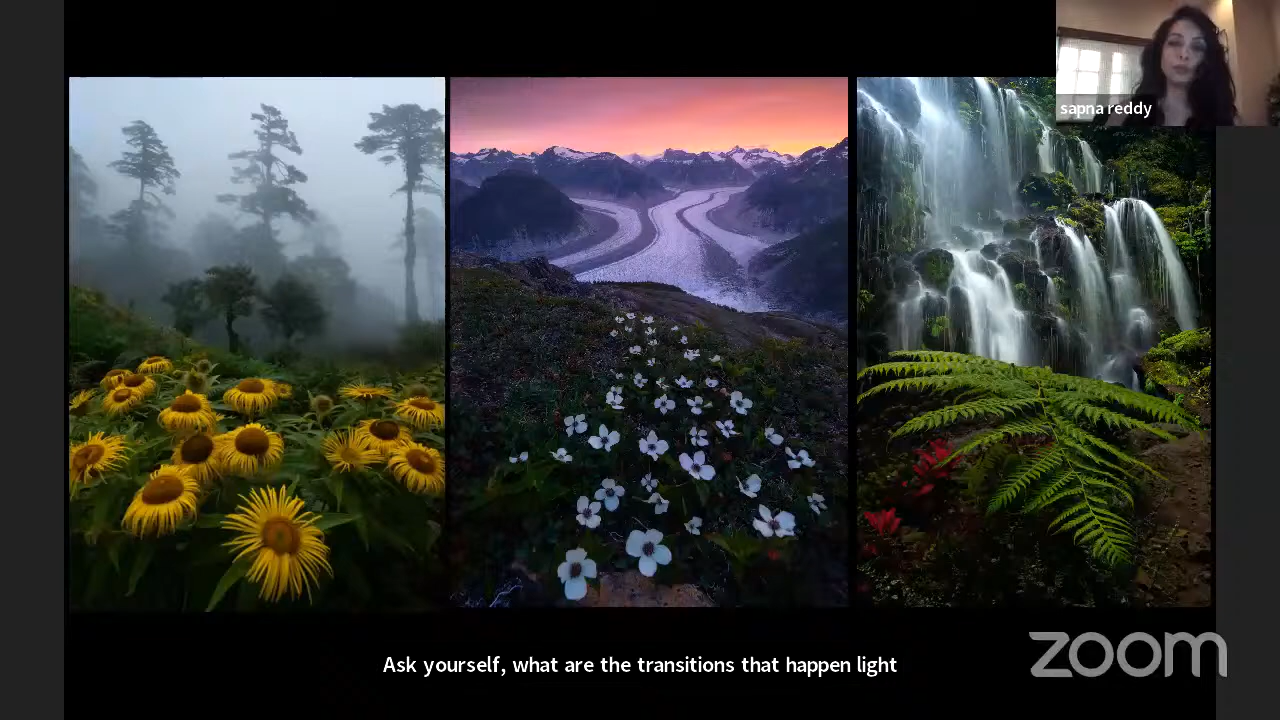 sapna reddy
Ask yourself, what are the transitions that happen light
zoom